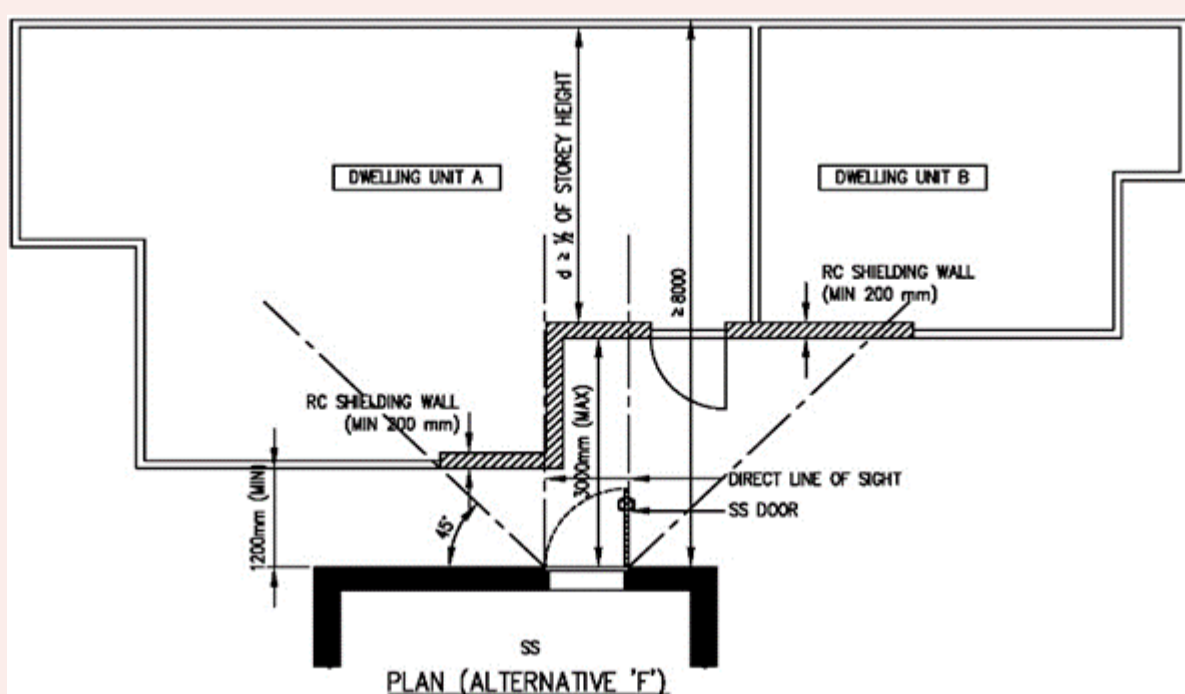 DWELLING UNIT A
d ≥ ½ OF STOREY HEIGHT
≥8000
DWELLING UNIT B
RC SHIELDING WALL
(MIN 200 mm)
RC SHIELDING WALL
(MIN 200 mm)
3000mm (MAX)
1200mm (MIN)
45°
DIRECT LINE OF SIGHT
SS DOOR
SS
PLAN (ALTERNATIVE 'F')